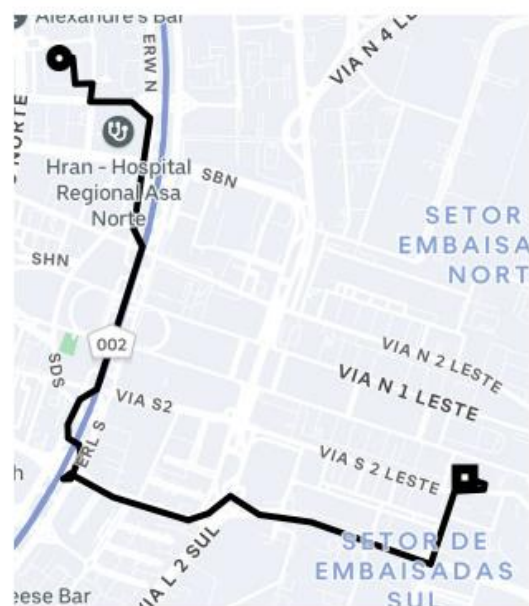 Alexandre's Bar
ERW N
VIA N 4 LE
NORTE
Hran - Hospital
Regional Asa
Norte
SBN
SETOR
EMBAISA
NORT
SHN
002
SDS
VIA N 2 LESTE
VIA N 1 LESTE
VIA S2
ERL S
VIA S 2 LESTE
h
SETOR DE
EMBAISADAS
SUL
VIA L 2 SUL
eese Bar